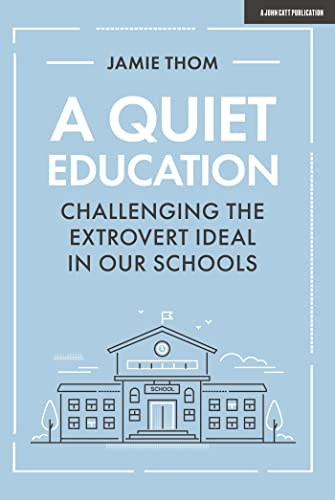 A JOHN CATT PUBLICATION
JAMIE THOM
A QUIET
EDUCATION
CHALLENGING THE
EXTROVERT IDEAL
IN OUR SCHOOLS
SCHOOL